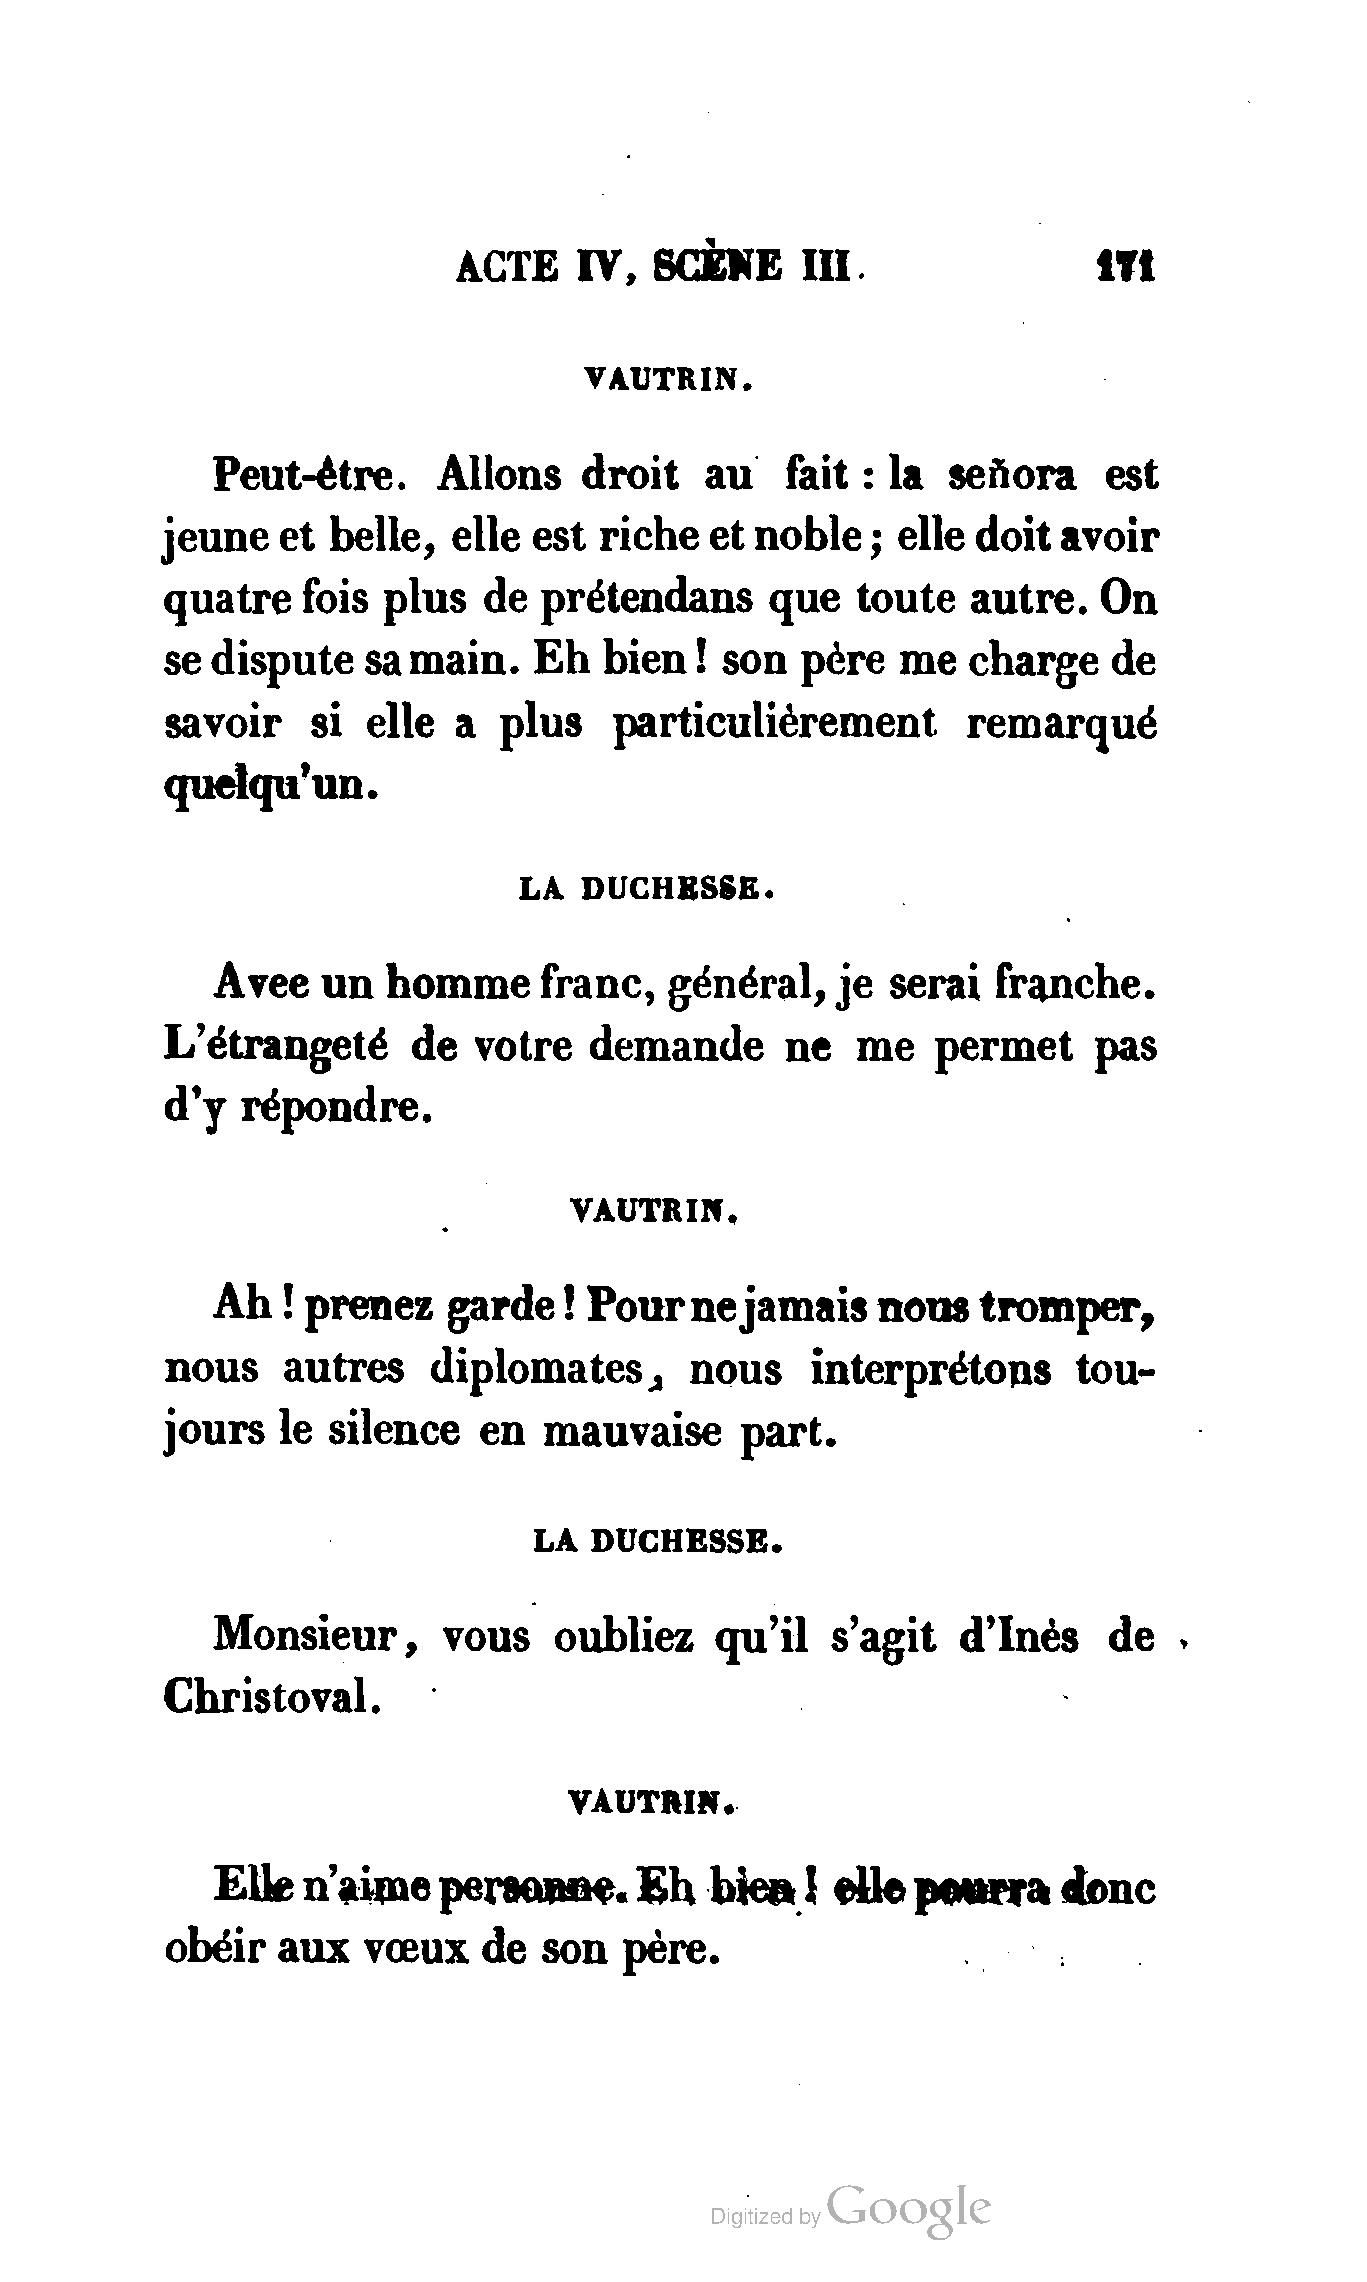 ACTE IV, SCÈNE III. 171
VAUTRIN.
Peut-être. Allons droit au fait : la señora est
jeune et belle, elle est riche et noble ; elle doit avoir
quatre fois plus de prétendans que toute autre. On
se dispute sa main. Eh bien ! son père me charge de
savoir si elle a plus particulièrement remarqué
quelqu'un.
LA DUCHESSE.
Avec un homme franc, général, je serai franche.
L'étrangeté de votre demande ne me permet pas
d'y répondre.
VAUTRIN.
Ah ! prenez garde ! Pour ne jamais nous tromper,
nous autres diplomates, nous interprétons tou-
jours le silence en mauvaise part.
LA DUCHESSE.
Monsieur, vous oubliez qu'il s'agit d'Inès de
Christoval.
VAUTRIN.
Elle n'aime personne. Eh bien ! elle pourra donc
obéir aux vœux de son père.
Digitized by Google